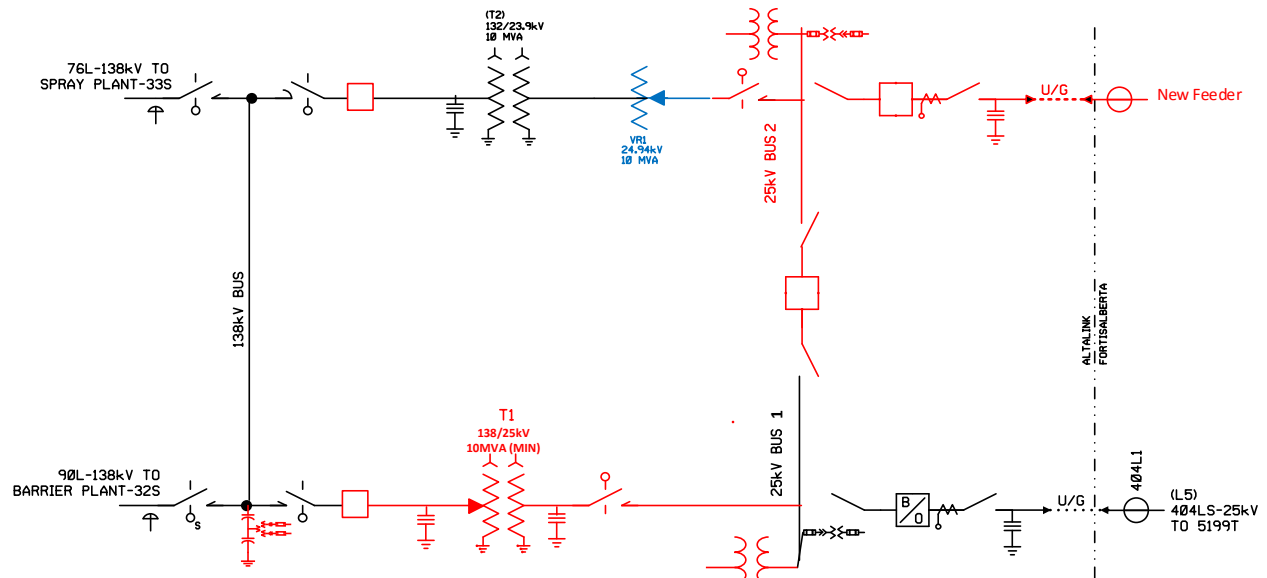 (T2)
132/23.9kV
10 MVA
76L-138kV TO
SPRAY PLANT-33S
VR1
24.94kV
10 MVA
25kV BUS 2
U/G
New Feeder
138kV BUS
ALTALINK
FORTISALBERTA
T1
138/25kV
10MVA (MIN)
25kV BUS 1
90L-138kV TO
BARRIER PLANT-32S
S
B
O
U/G
404L1
(L5)
404LS-25kV
TO 5199T